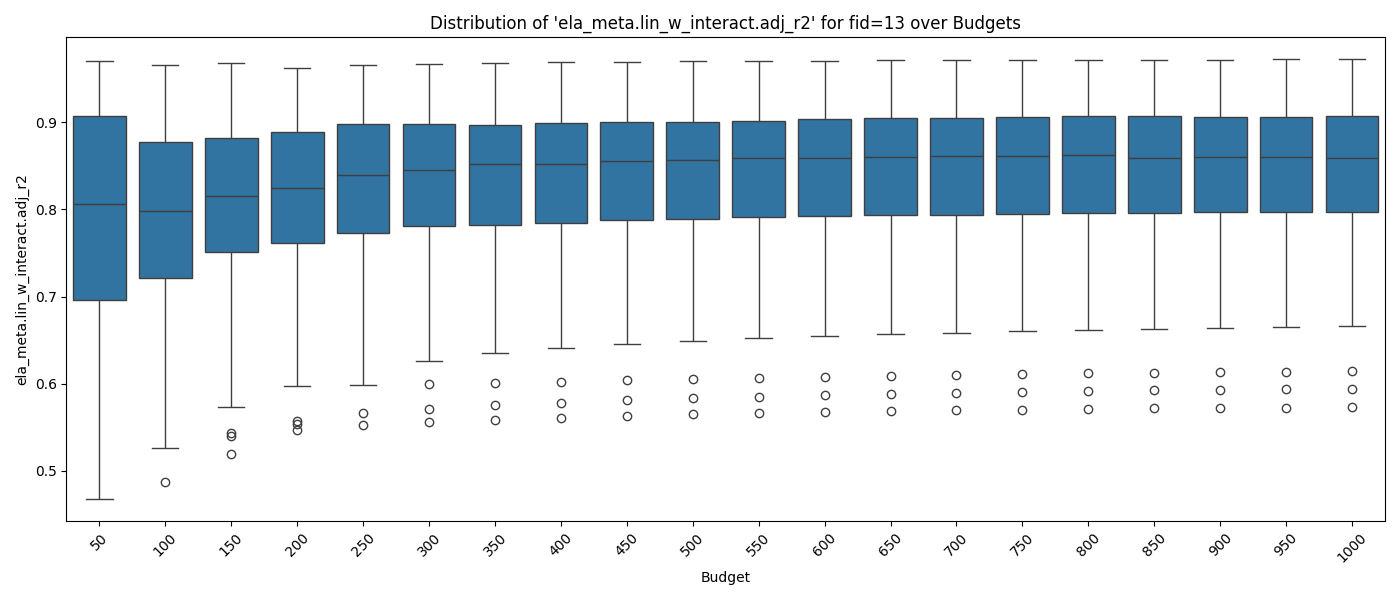 Distribution of 'ela_meta.lin_w_interact.adj_r2' for fid=13 over Budgets
ela_meta.lin_w_interact.adj_r2
0.9
0.8
0.7
0.6
0.5
50 100 150 200 250 300 350 400 450 500 550 600 650 700 750 800 850 900 950 1000
Budget